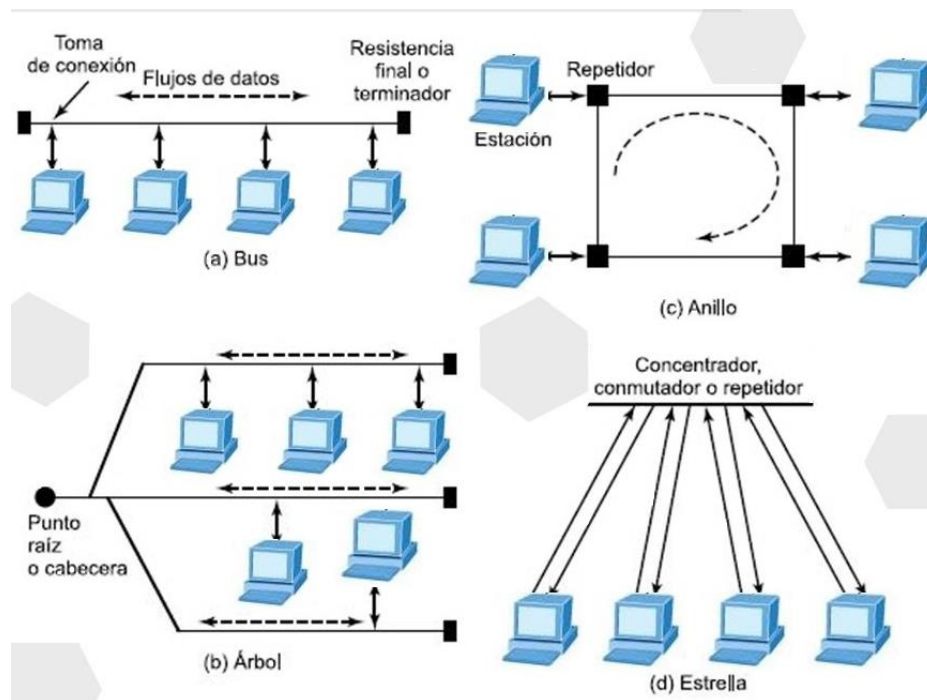 Toma
de conexión
Flujos de datos
Resistencia
final o
terminador
(a) Bus
Repetidor
Estación
(c) Anillo
Punto
raíz
o cabecera
(b) Árbol
Concentrador,
conmutador o repetidor
(d) Estrella